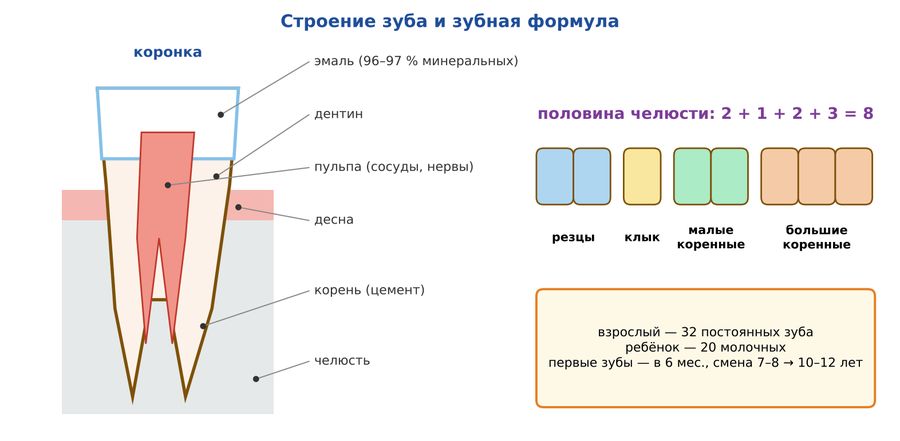 Строение зуба и зубная формула
коронка
эмаль (96–97 % минеральных)
дентин
пульпа (сосуды, нервы)
десна
корень (цемент)
челюсть
половина челюсти: 2 + 1 + 2 + 3 = 8
резцы
клык
малые
коренные
большие
коренные
взрослый — 32 постоянных зуба
ребёнок — 20 молочных
первые зубы — в 6 мес., смена 7–8 → 10–12 лет